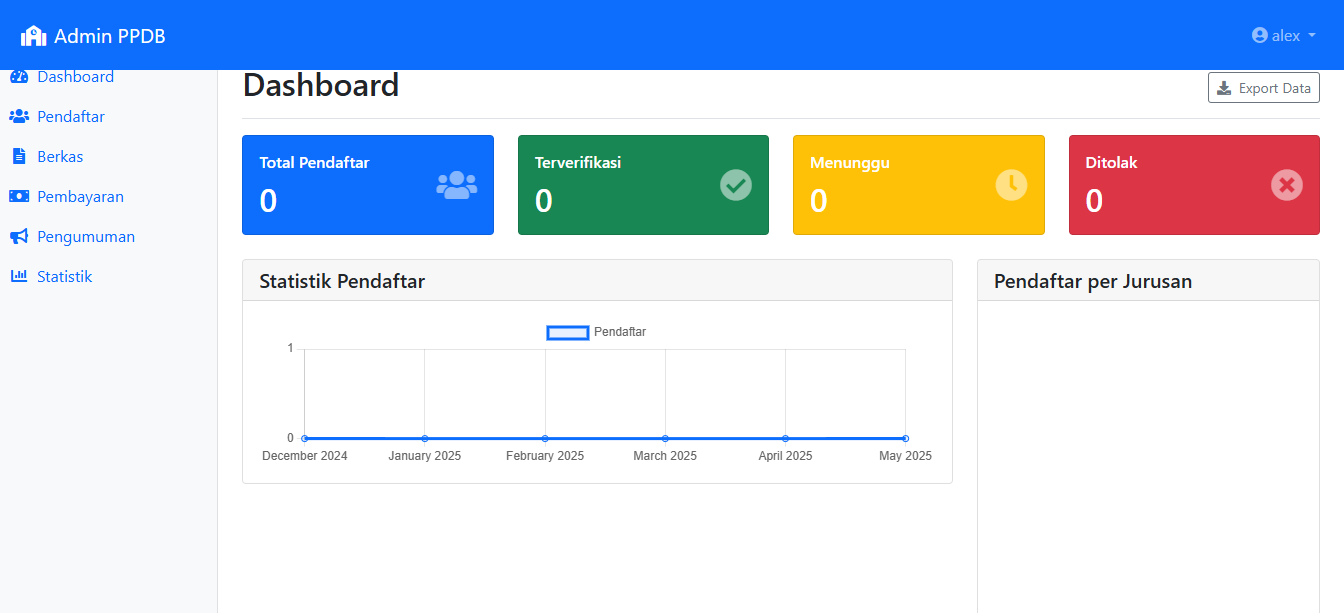 Admin PPDB
alex
Dashboard
Pendaftar
Berkas
Pembayaran
Pengumuman
Statistik
Dashboard
Export Data
Total Pendaftar
0
Terverifikasi
0
Menunggu
0
Ditolak
0
Statistik Pendaftar
Pendaftar
1
0
December 2024 January 2025 February 2025 March 2025 April 2025 May 2025
Pendaftar per Jurusan